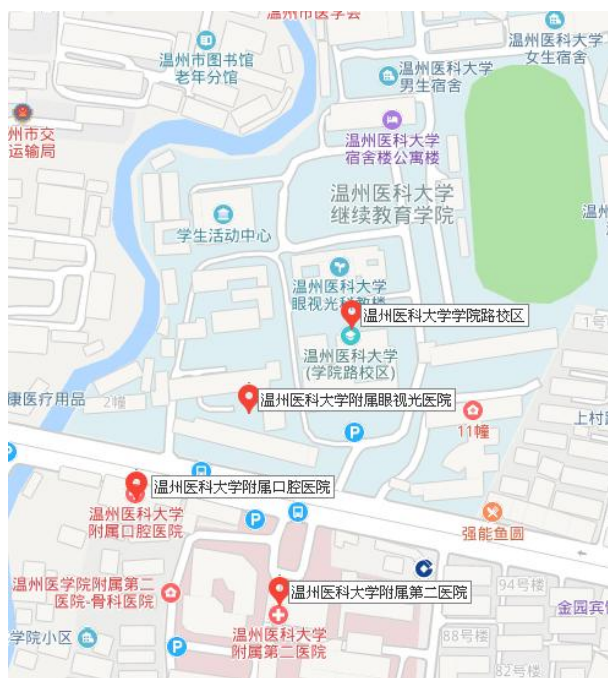 温州市医学会
温州医科大学
女生宿舍
温州市图书馆
老年分馆
温州医科大学
男生宿舍
州市交
运输局
温州医科大学
宿舍楼公寓楼
温州医科大学
继续教育学院
温州
学生活动中心
温州医科大学
眼视光科教楼
温州医科大学学院路校区
1号
温州医科大学
(学院路校区)
康医疗用品
2幢
温州医科大学附属眼视光医院
11幢
上村路
P
温州医科大学附属口腔医院
温州医科大学
附属口腔医院
P
强能鱼圆
温州医学院附属第二
医院-骨科医院
温州医科大学附属第二医院
94号楼
金园宾馆
学院小区
P
温州医科大学
附属第二医院
88号楼
82号楼